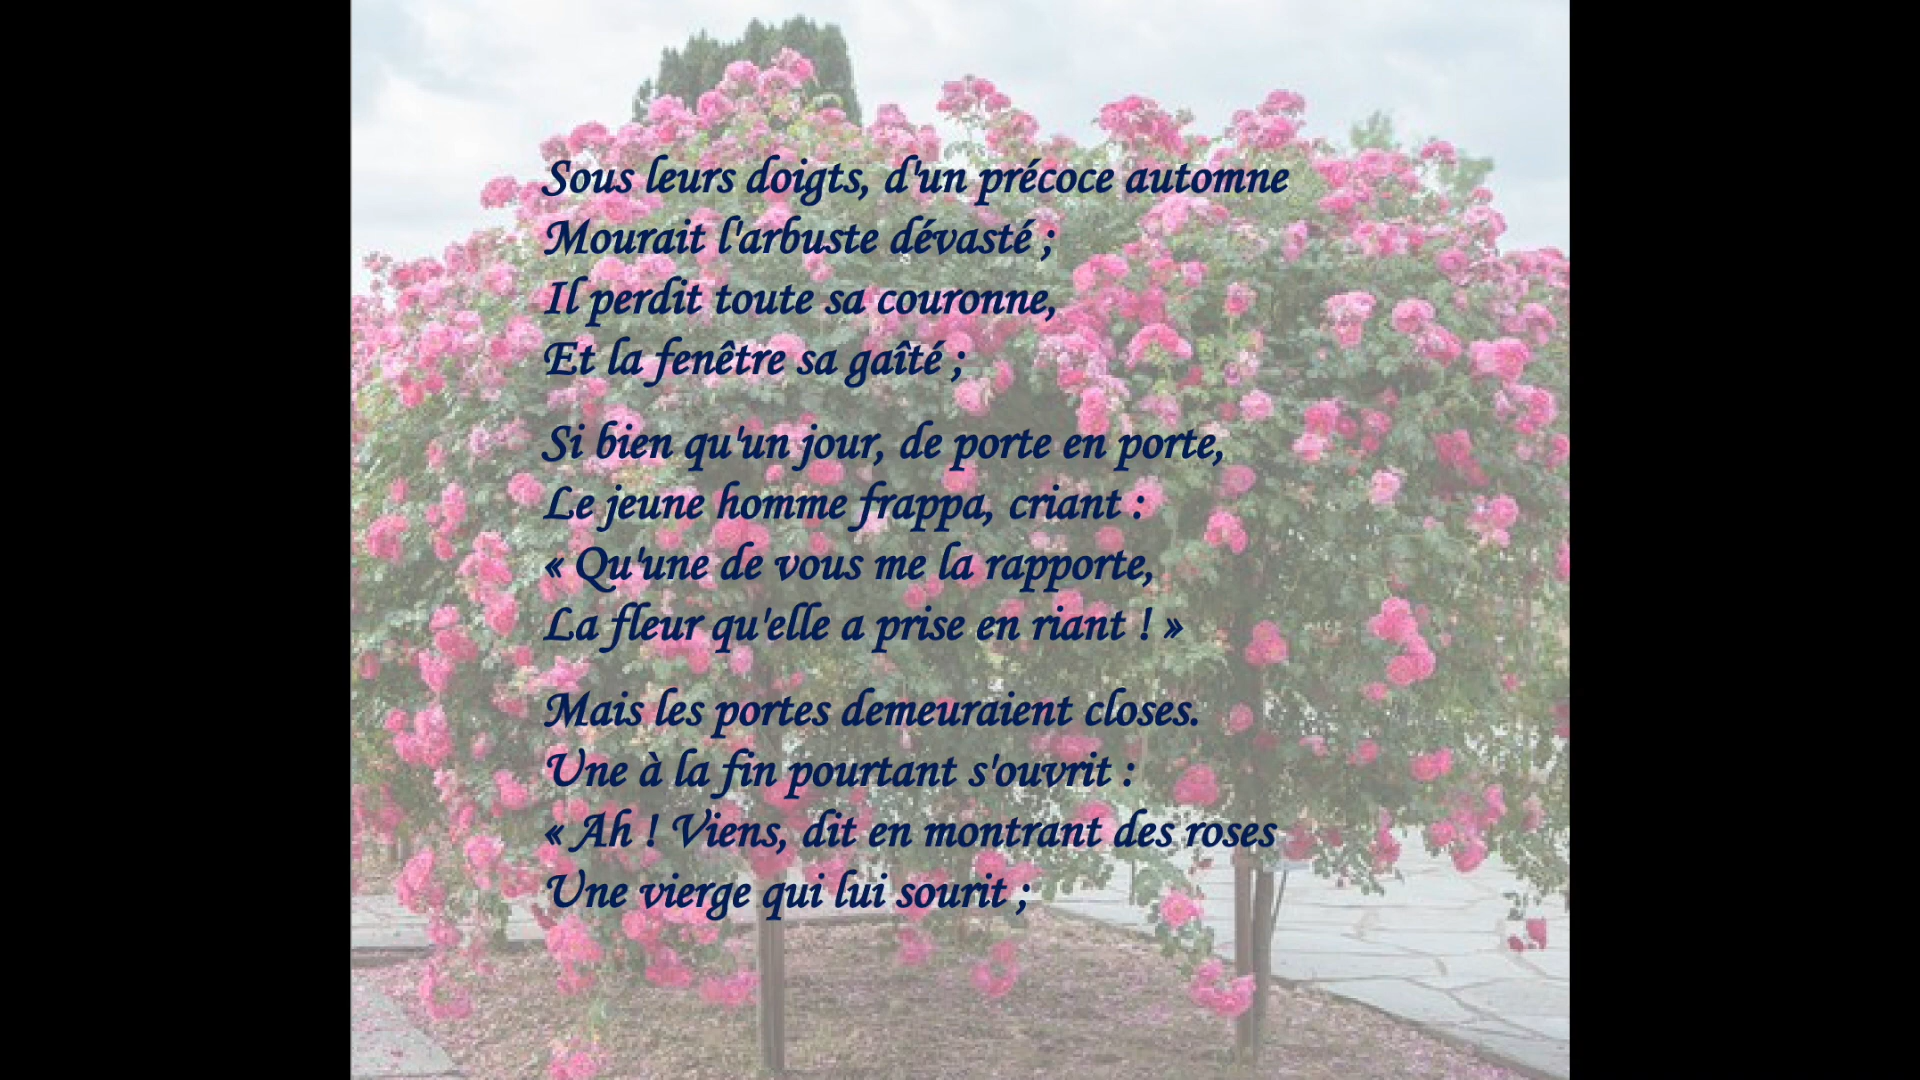 Sous leurs doigts, d'un précoce automne
Mourait l'arbuste dévasté ;
Il perdit toute sa couronne,
Et la fenêtre sa gaîté ;
Si bien qu'un jour, de porte en porte,
Le jeune homme frappa, criant :
« Qu'une de vous me la rapporte,
La fleur qu'elle a prise en riant ! »
Mais les portes demeuraient closes.
Une à la fin pourtant s'ouvrit :
« Ah ! Viens, dit en montrant des roses
Une vierge qui lui sourit ;